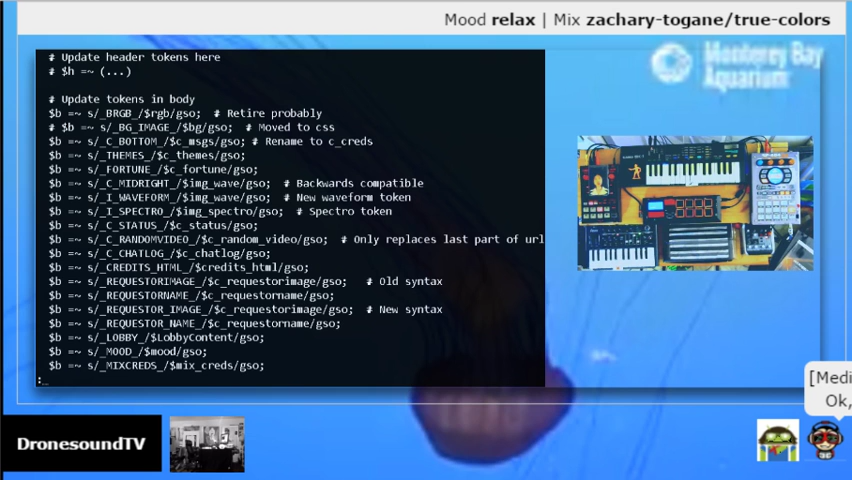 Mood relax | Mix zachary-togane/true-colors
Monterey Bay
Aquarium
# Update header tokens here
# $h =~ (...)
# Update tokens in body
$b =~ s/_BRGB_/$rgb/gso;  # Retire probably
# $b =~ s/_BG_IMAGE_/$bg/gso;  # Moved to css
$b =~ s/_C_BOTTOM_/$c_msgs/gso; # Rename to c_creds
$b =~ s/_THEMES_/$c_themes/gso;
$b =~ s/_FORTUNE_/$c_fortune/gso;
$b =~ s/_C_MIDRIGHT_/$img_wave/gso;  # Backwards compatible
$b =~ s/_I_WAVEFORM_/$img_wave/gso;  # New waveform token
$b =~ s/_I_SPECTRO_/$img_spectro/gso;  # Spectro token
$b =~ s/_C_STATUS_/$c_status/gso;
$b =~ s/_C_RANDOMVIDEO_/$c_random_video/gso;  # Only replaces last part of url
$b =~ s/_C_CHATLOG_/$c_chatlog/gso;
$b =~ s/_CREDITS_HTML_/$credits_html/gso;
$b =~ s/_REQUESTORIMAGE_/$c_requestorimage/gso;   # Old syntax
$b =~ s/_REQUESTORNAME_/$c_requestorname/gso;
$b =~ s/_REQUESTOR_IMAGE_/$c_requestorimage/gso;  # New syntax
$b =~ s/_REQUESTOR_NAME_/$c_requestorname/gso;
$b =~ s/_LOBBY_/$LobbyContent/gso;
$b =~ s/_MOOD_/$mood/gso;
$b =~ s/_MIXCREDS_/$mix_creds/gso;
:
[Medi
Ok,
DronesoundTV